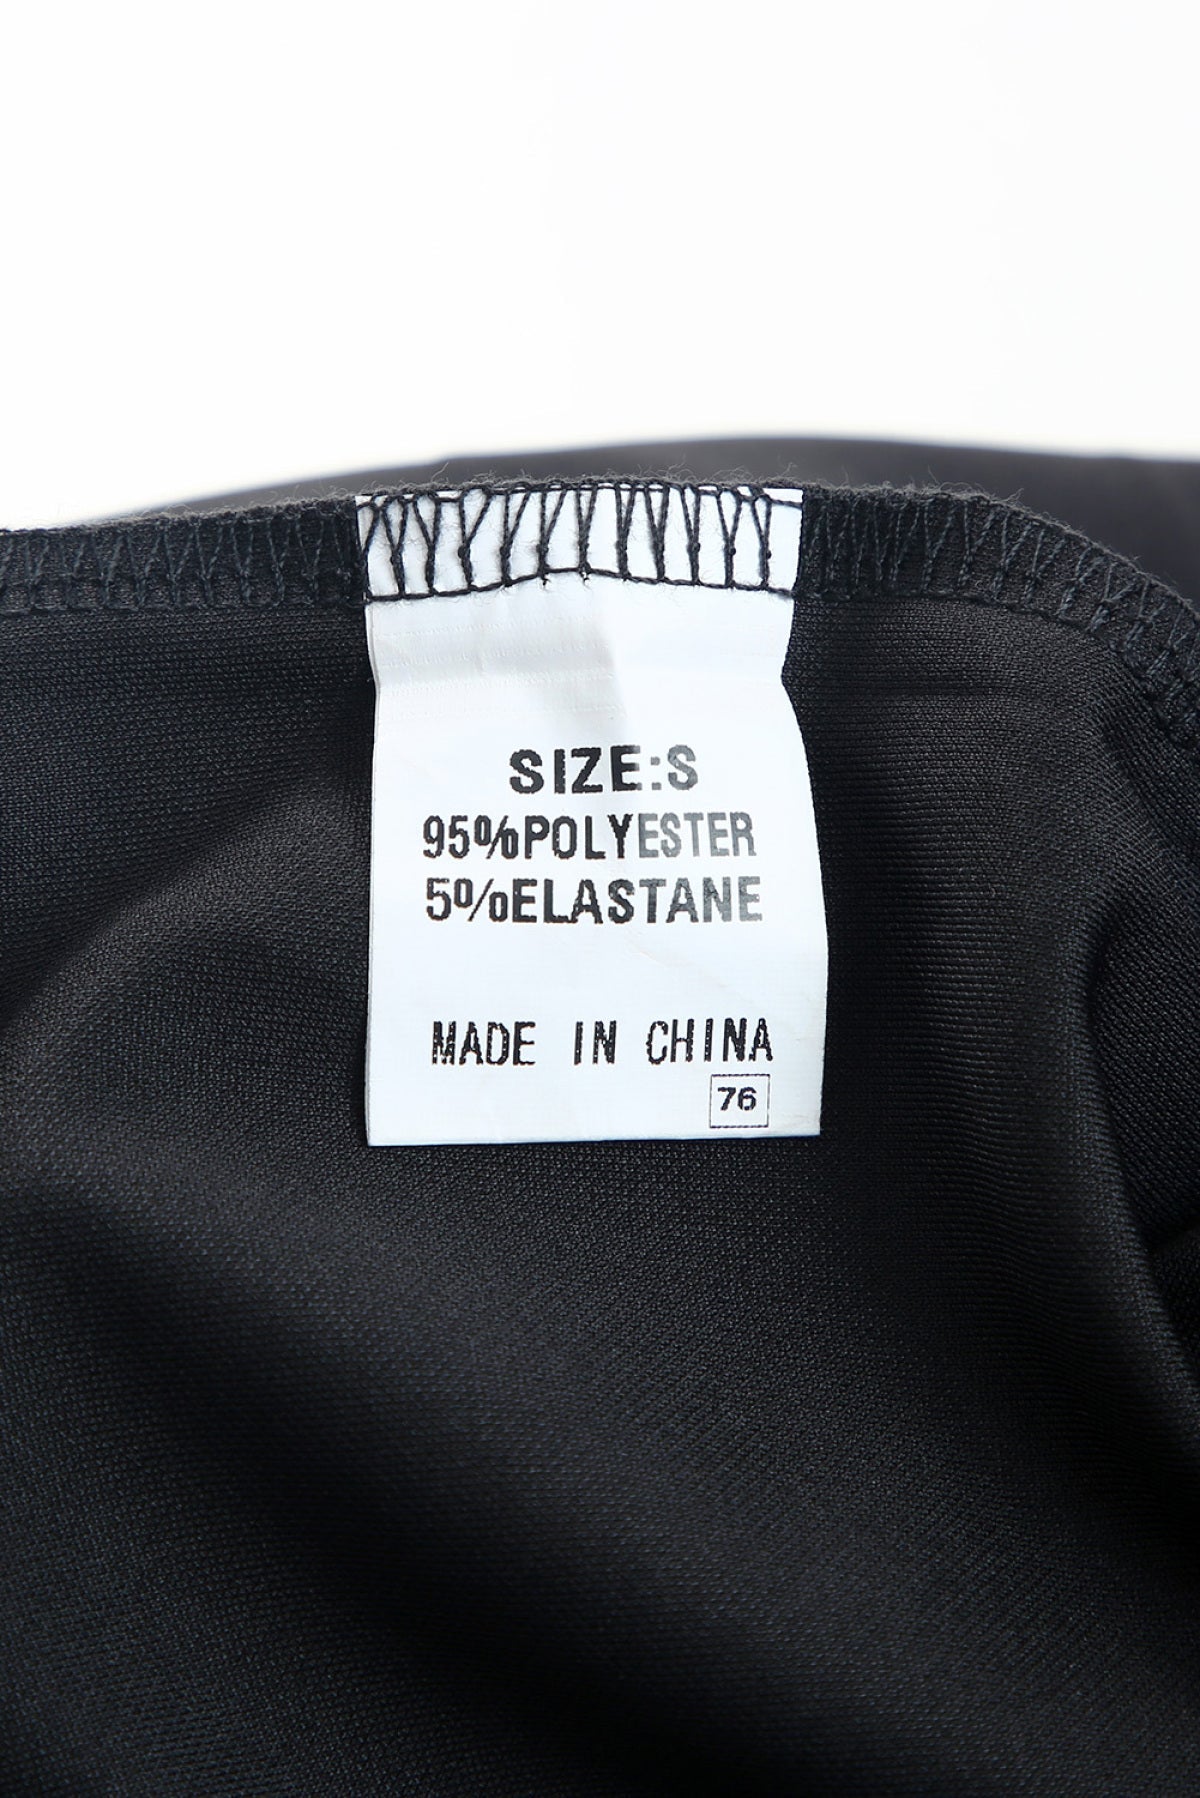 SIZE:S
95%POLYESTER
5%ELASTANE
MADE IN CHINA
76